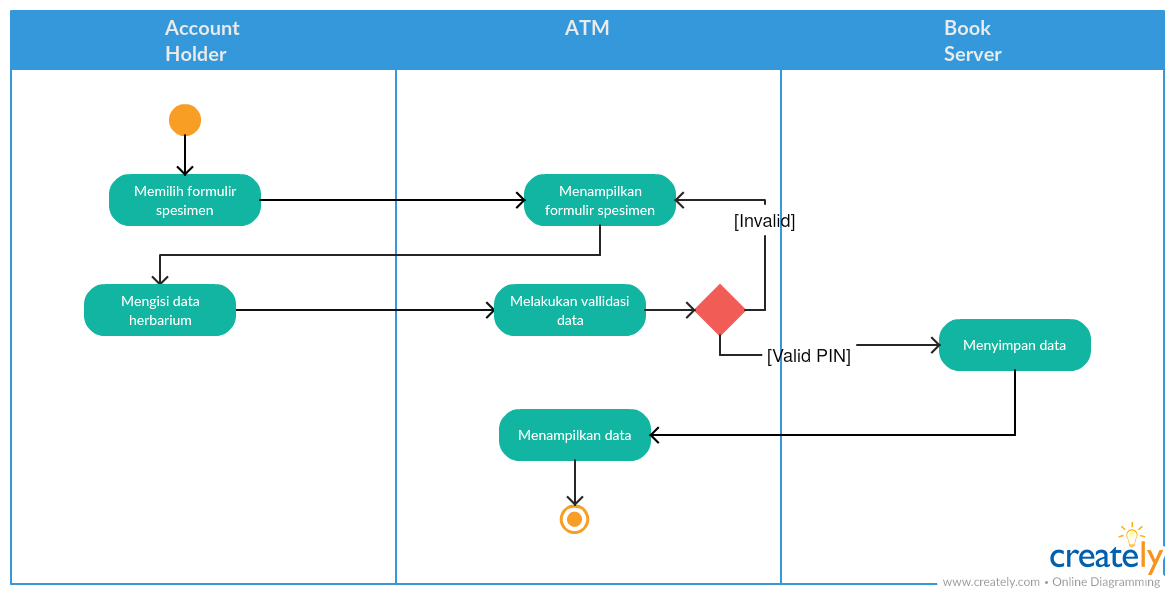 Account
Holder
ATM
Book
Server
Memilih formulir
spesimen
Menampilkan
formulir spesimen
[Invalid]
Mengisi data
herbarium
Melakukan vallidasi
data
[Valid PIN]
Menyimpan data
Menampilkan data
creately
www.creately.com • Online Diagramming